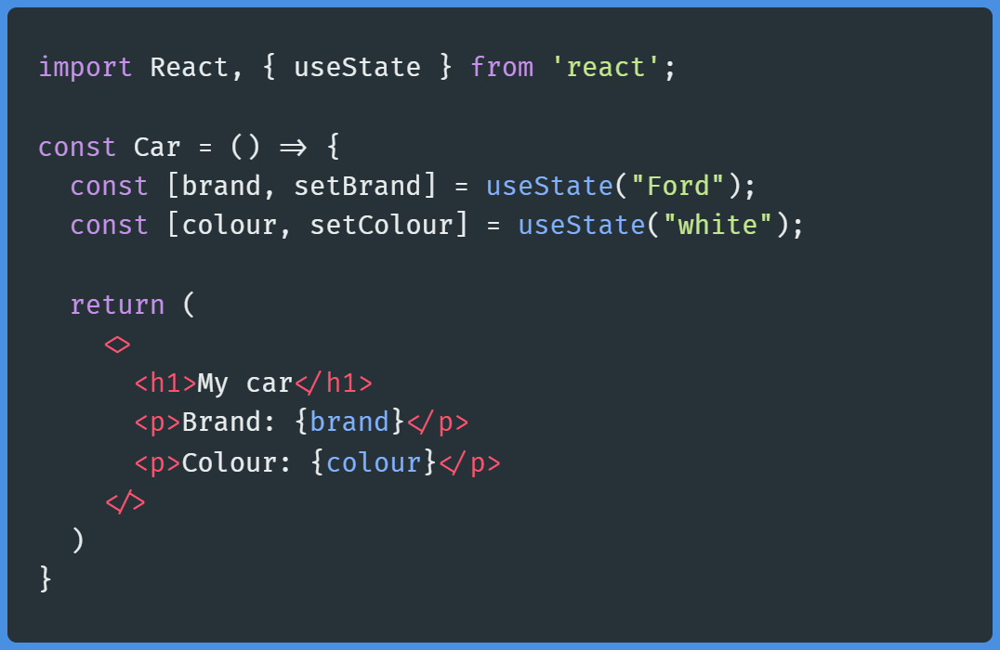 import React, { useState } from 'react';

const Car = () => {
  const [brand, setBrand] = useState("Ford");
  const [colour, setColour] = useState("white");

  return (
    <>
      <h1>My car</h1>
      <p>Brand: {brand}</p>
      <p>Colour: {colour}</p>
    </>
  )
}